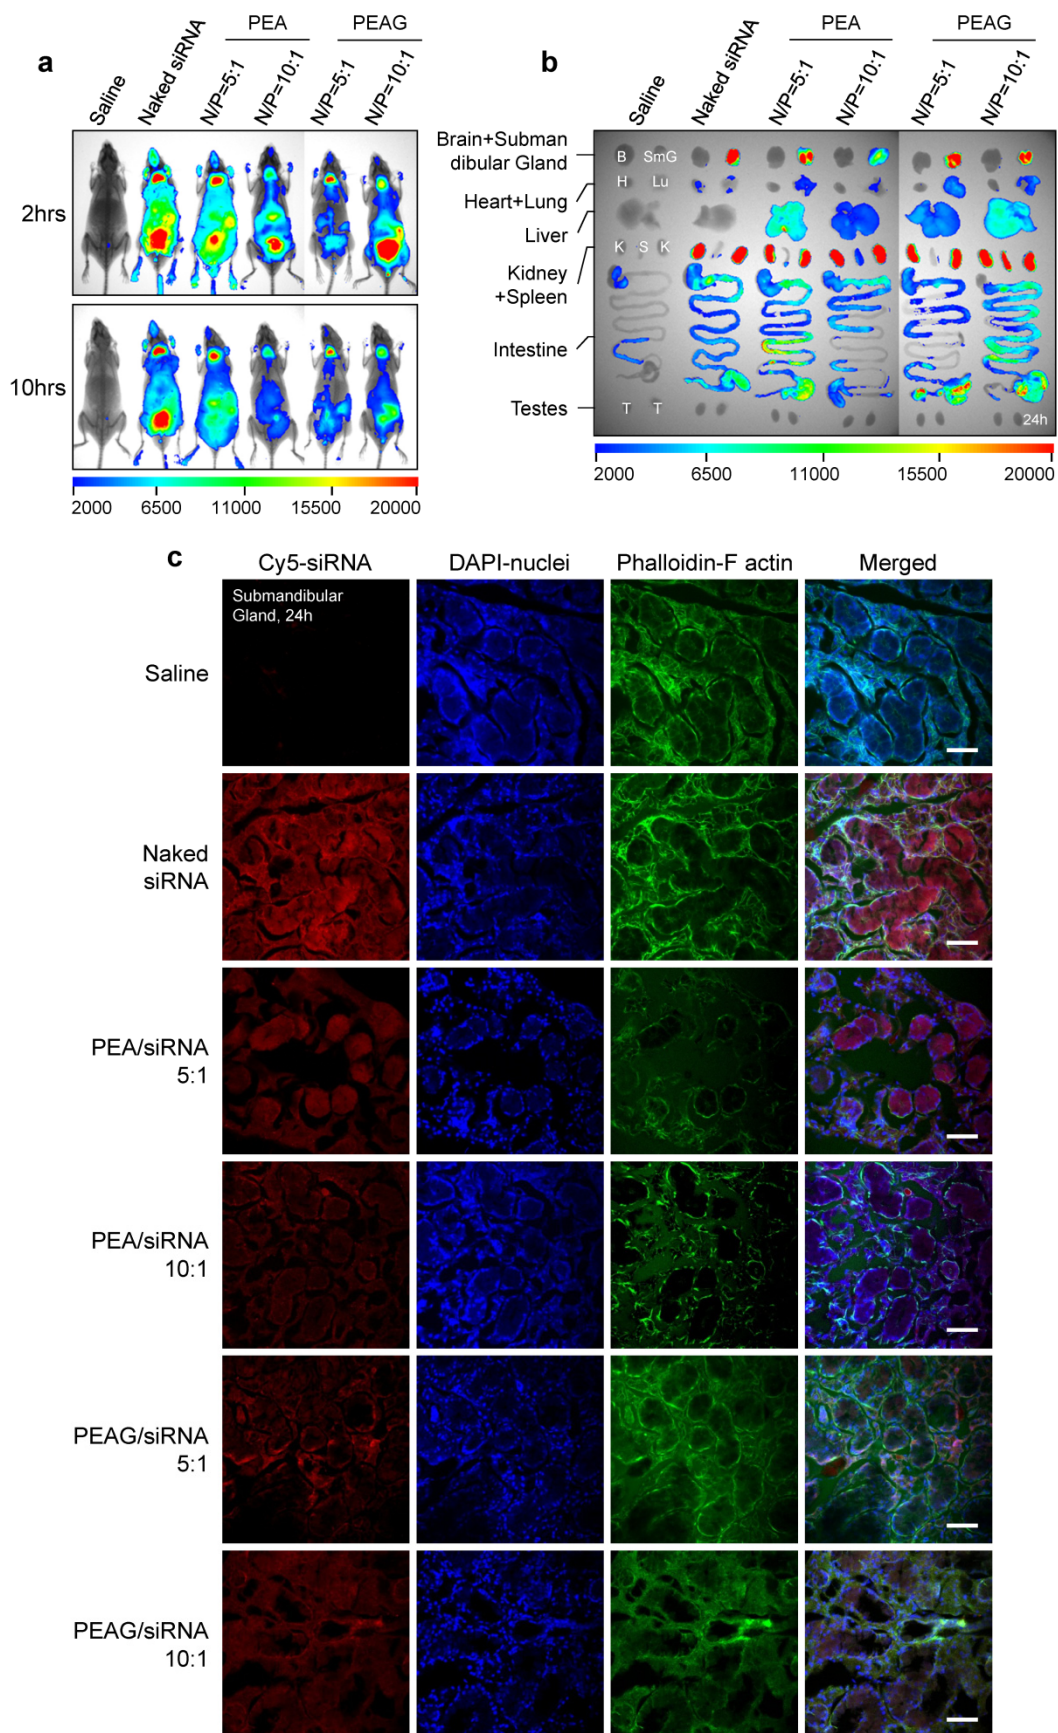 a
Saline
Naked siRNA
PEA
N/P=5:1
N/P=10:1
PEAG
N/P=5:1
N/P=10:1
2hrs
10hrs
2000 6500 11000 15500 20000
b
Saline
Naked siRNA
PEA
N/P=5:1
N/P=10:1
PEAG
N/P=5:1
N/P=10:1
Brain+Subman
dibular Gland
Heart+Lung
Liver
Kidney
+Spleen
Intestine
Testes
B SmG
H Lu
K S K
T T
24h
2000 6500 11000 15500 20000
c
Cy5-siRNA DAPI-nuclei Phalloidin-F actin Merged
Submandibular
Gland, 24h
Saline
Naked
siRNA
PEA/siRNA
5:1
PEA/siRNA
10:1
PEAG/siRNA
5:1
PEAG/siRNA
10:1